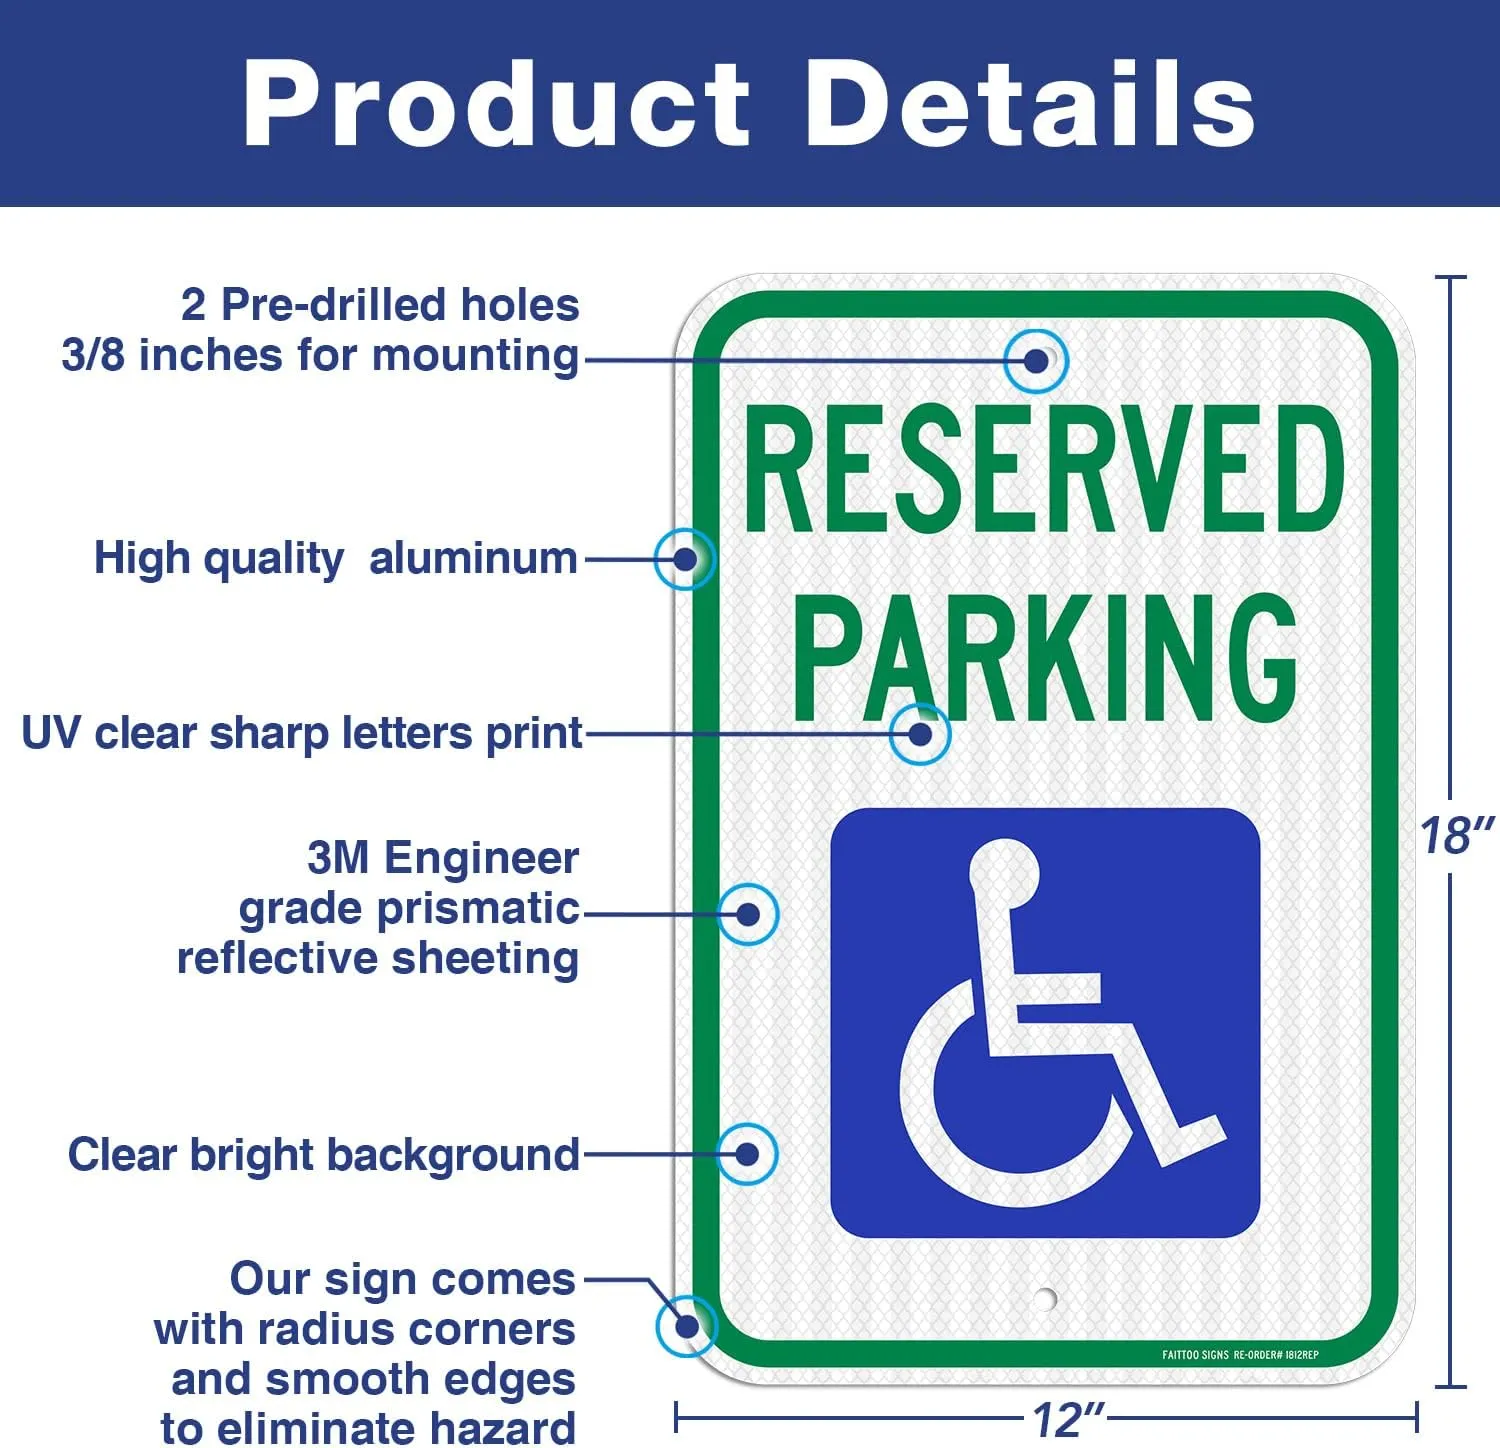 Product Details
2 Pre-drilled holes
3/8 inches for mounting
High quality aluminum
UV clear sharp letters print
3M Engineer
grade prismatic
reflective sheeting
Clear bright background
Our sign comes
with radius corners
and smooth edges
to eliminate hazard
RESERVED
PARKING
FAITTOO SIGNS RE-ORDER# 1812REP
18"
12"